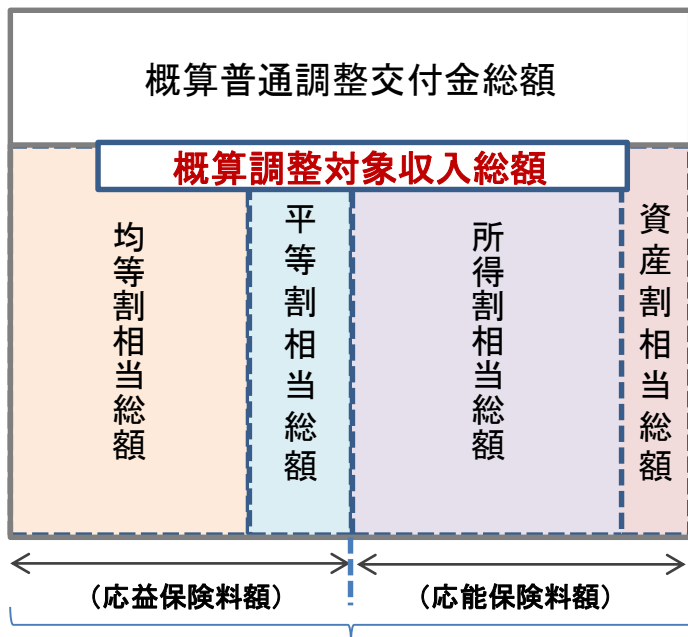 概算普通調整交付金総額
概算調整対象収入総額
均等割相当総額
平等割相当総額
所得割相当総額
資産割相当総額
（応益保険料額）
（応能保険料額）